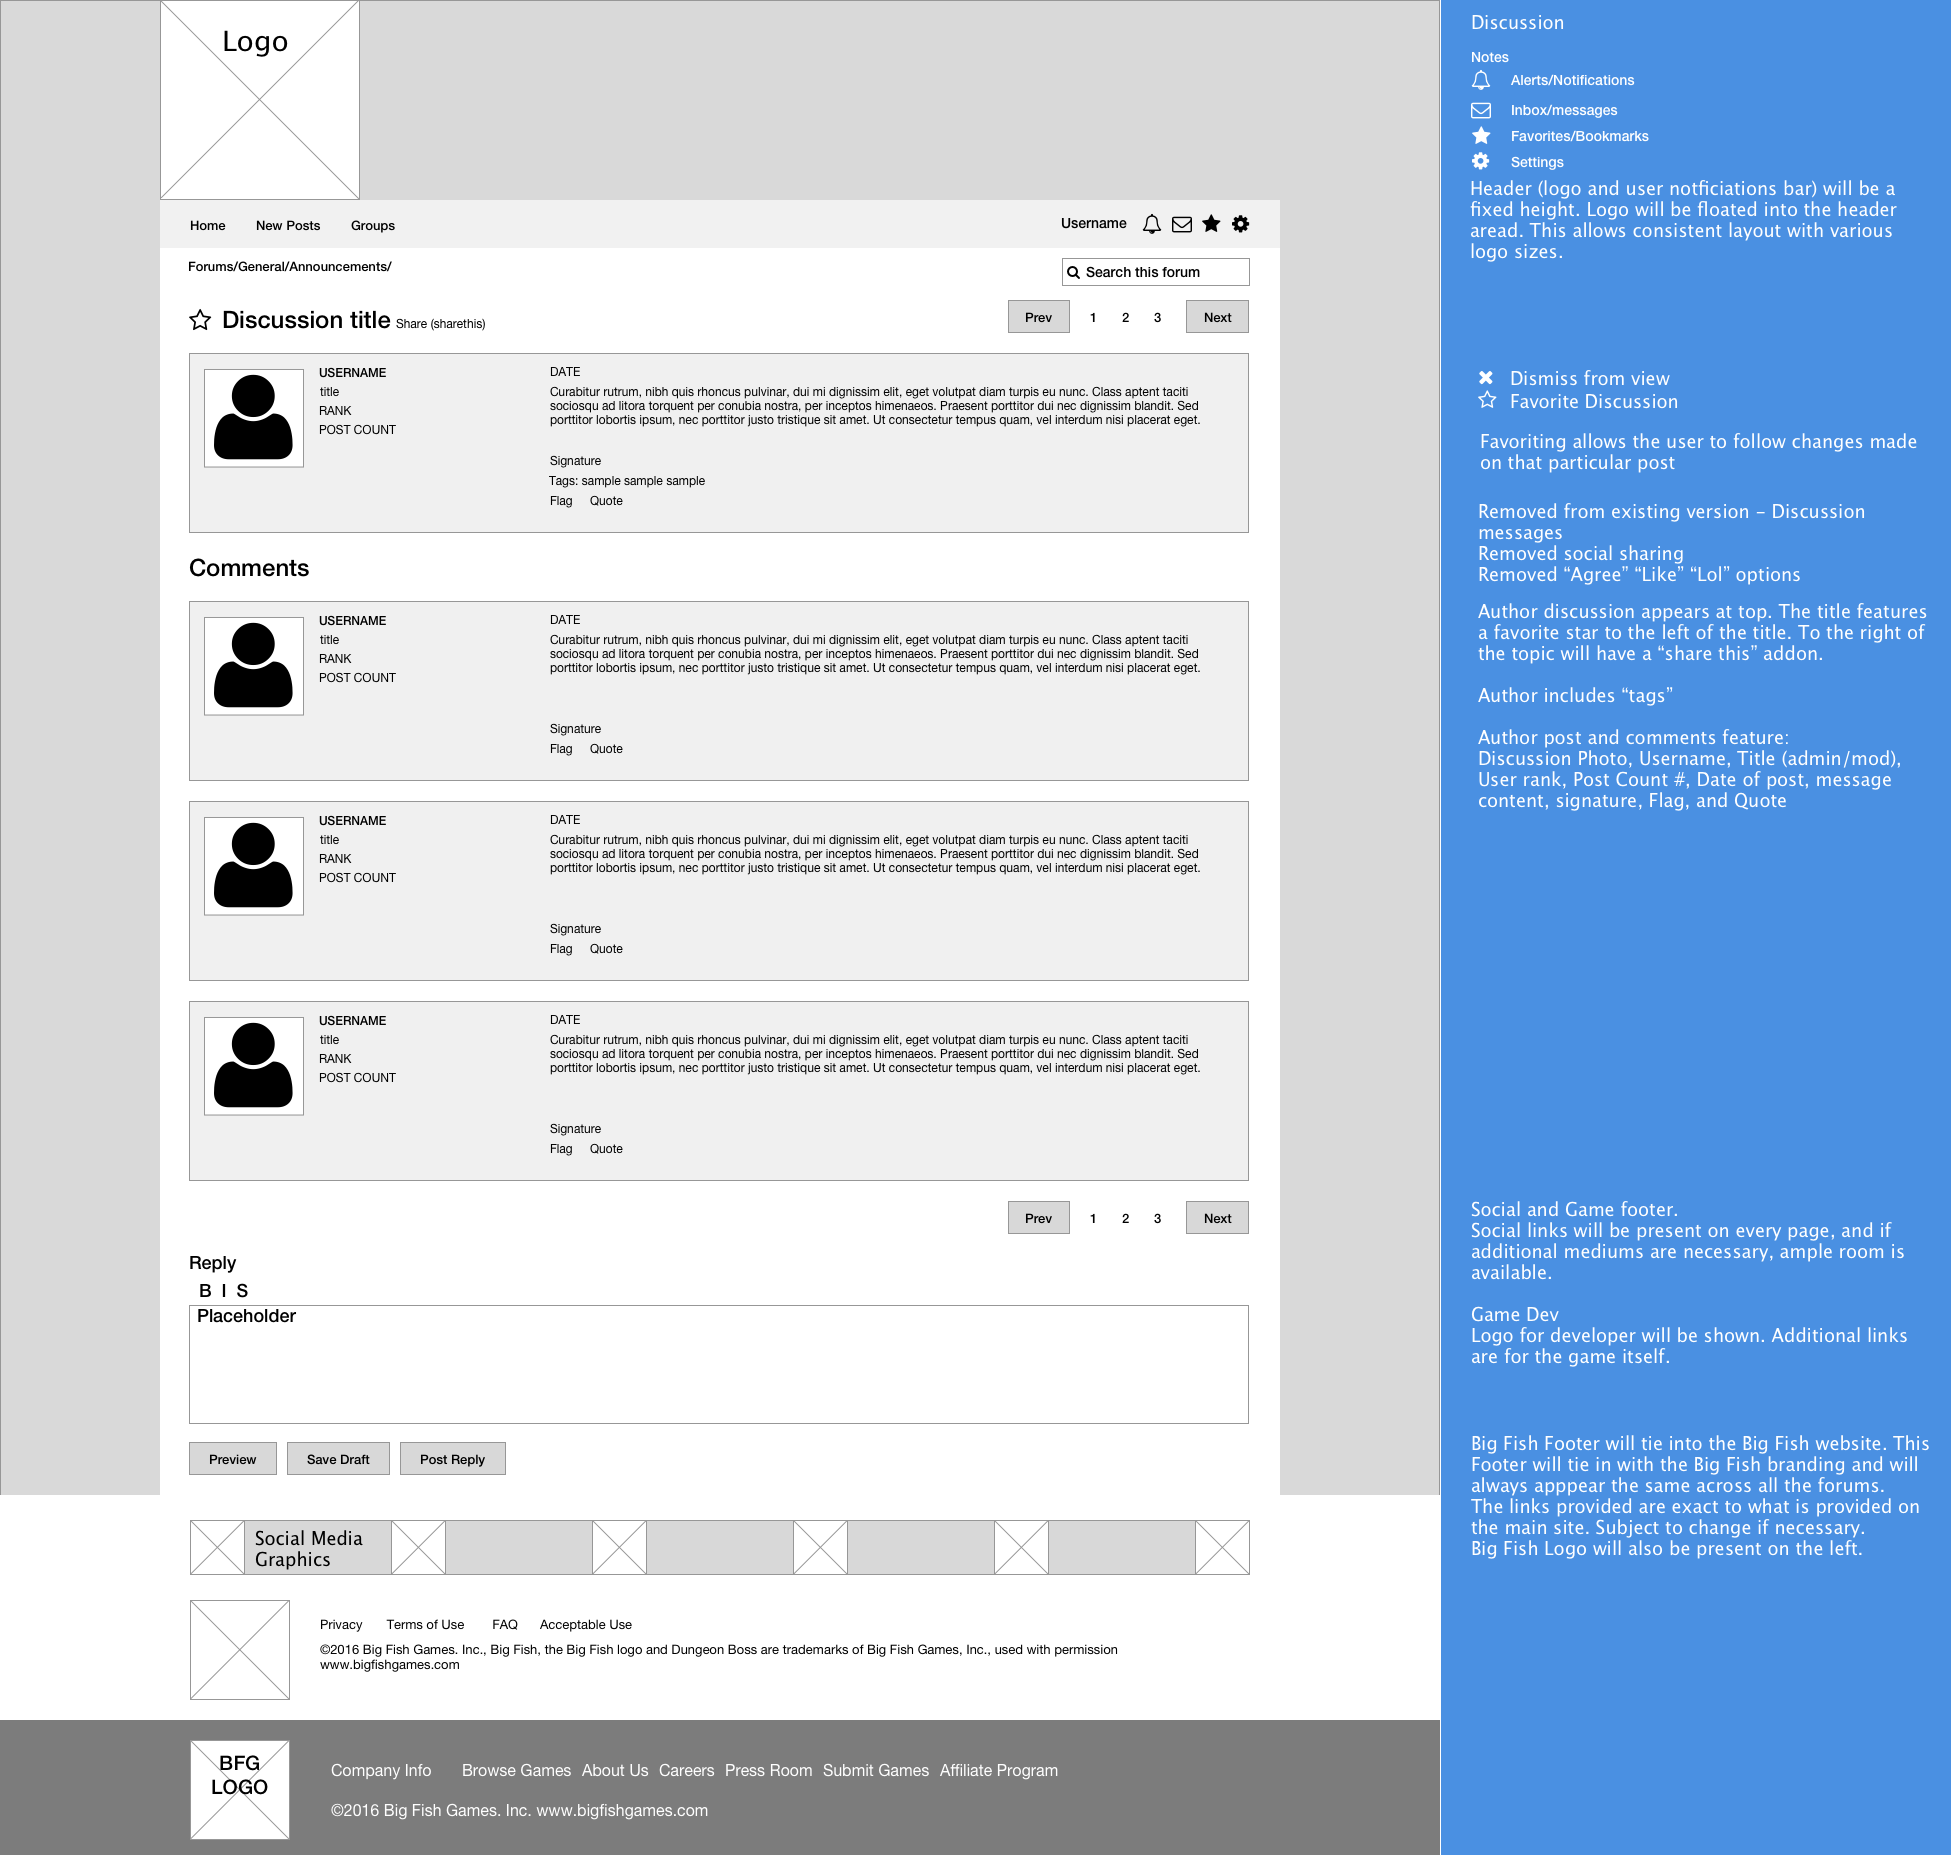 Logo
Home New Posts Groups
Username
Forums/General/Announcements/
Search this forum
Discussion title Share (sharethis)
Prev 1 2 3 Next
USERNAME
title
RANK
POST COUNT
DATE
Curabitur rutrum, nibh quis rhoncus pulvinar, dui mi dignissim elit, eget volutpat diam turpis eu nunc. Class aptent taciti
sociosqu ad litora torquent per conubia nostra, per inceptos himenaeos. Praesent porttitor dui nec dignissim blandit. Sed
porttitor lobortis ipsum, nec porttitor justo tristique sit amet. Ut consectetur tempus quam, vel interdum nisi placerat eget.
Signature
Tags: sample sample sample
Flag Quote
Comments
USERNAME
title
RANK
POST COUNT
DATE
Curabitur rutrum, nibh quis rhoncus pulvinar, dui mi dignissim elit, eget volutpat diam turpis eu nunc. Class aptent taciti
sociosqu ad litora torquent per conubia nostra, per inceptos himenaeos. Praesent porttitor dui nec dignissim blandit. Sed
porttitor lobortis ipsum, nec porttitor justo tristique sit amet. Ut consectetur tempus quam, vel interdum nisi placerat eget.
Signature
Flag Quote
USERNAME
title
RANK
POST COUNT
DATE
Curabitur rutrum, nibh quis rhoncus pulvinar, dui mi dignissim elit, eget volutpat diam turpis eu nunc. Class aptent taciti
sociosqu ad litora torquent per conubia nostra, per inceptos himenaeos. Praesent porttitor dui nec dignissim blandit. Sed
porttitor lobortis ipsum, nec porttitor justo tristique sit amet. Ut consectetur tempus quam, vel interdum nisi placerat eget.
Signature
Flag Quote
USERNAME
title
RANK
POST COUNT
DATE
Curabitur rutrum, nibh quis rhoncus pulvinar, dui mi dignissim elit, eget volutpat diam turpis eu nunc. Class aptent taciti
sociosqu ad litora torquent per conubia nostra, per inceptos himenaeos. Praesent porttitor dui nec dignissim blandit. Sed
porttitor lobortis ipsum, nec porttitor justo tristique sit amet. Ut consectetur tempus quam, vel interdum nisi placerat eget.
Signature
Flag Quote
Prev 1 2 3 Next
Reply
B I S
Placeholder
Preview Save Draft Post Reply
Social Media
Graphics
Privacy Terms of Use FAQ Acceptable Use
©2016 Big Fish Games. Inc., Big Fish, the Big Fish logo and Dungeon Boss are trademarks of Big Fish Games, Inc., used with permission
www.bigfishgames.com
BFG
LOGO
Company Info Browse Games About Us Careers Press Room Submit Games Affiliate Program
©2016 Big Fish Games. Inc. www.bigfishgames.com
Discussion
Notes
Alerts/Notifications
Inbox/messages
Favorites/Bookmarks
Settings
Header (logo and user notficiations bar) will be a
fixed height. Logo will be floated into the header
aread. This allows consistent layout with various
logo sizes.
Dismiss from view
Favorite Discussion
Favoriting allows the user to follow changes made
on that particular post
Removed from existing version – Discussion
messages
Removed social sharing
Removed “Agree” “Like” “Lol” options
Author discussion appears at top. The title features
a favorite star to the left of the title. To the right of
the topic will have a “share this” addon.
Author includes “tags”
Author post and comments feature:
Discussion Photo, Username, Title (admin/mod),
User rank, Post Count #, Date of post, message
content, signature, Flag, and Quote
Social and Game footer.
Social links will be present on every page, and if
additional mediums are necessary, ample room is
available.
Game Dev
Logo for developer will be shown. Additional links
are for the game itself.
Big Fish Footer will tie into the Big Fish website. This
Footer will tie in with the Big Fish branding and will
always apppear the same across all the forums.
The links provided are exact to what is provided on
the main site. Subject to change if necessary.
Big Fish Logo will also be present on the left.